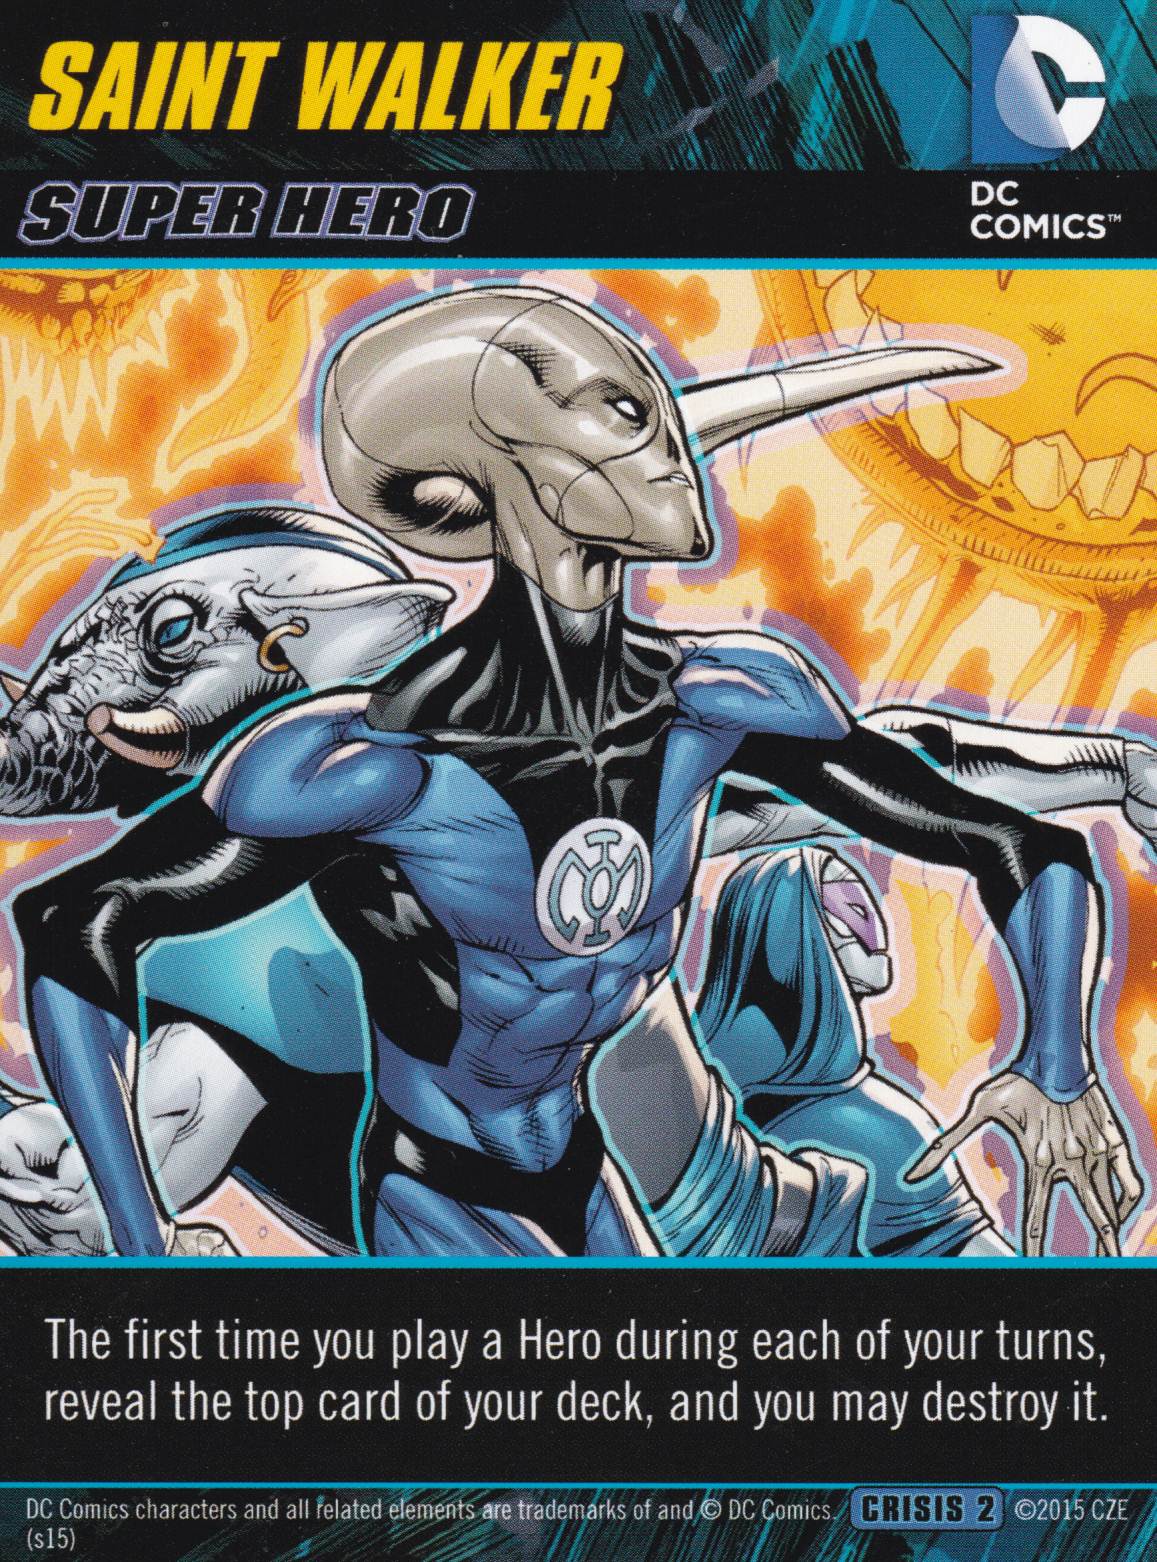 SAINT WALKER
SUPER HERO
DC
COMICS™
The first time you play a Hero during each of your turns,
reveal the top card of your deck, and you may destroy it.
DC Comics characters and all related elements are trademarks of and © DC Comics. CRISIS 2 ©2015 CZE
(s15)